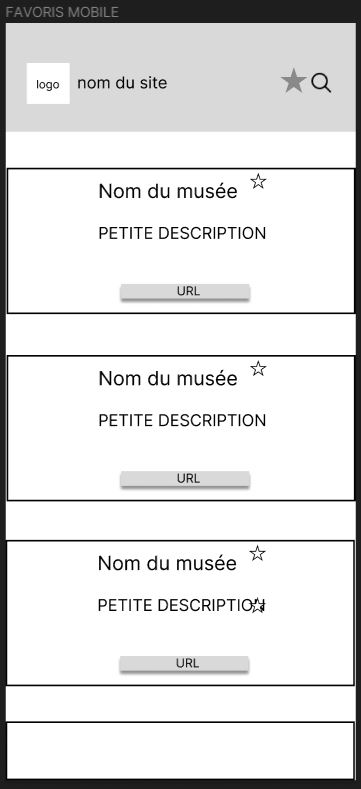 FAVORIS MOBILE
logo nom du site
Nom du musée
PETITE DESCRIPTION
URL
Nom du musée
PETITE DESCRIPTION
URL
Nom du musée
PETITE DESCRIPTION
URL